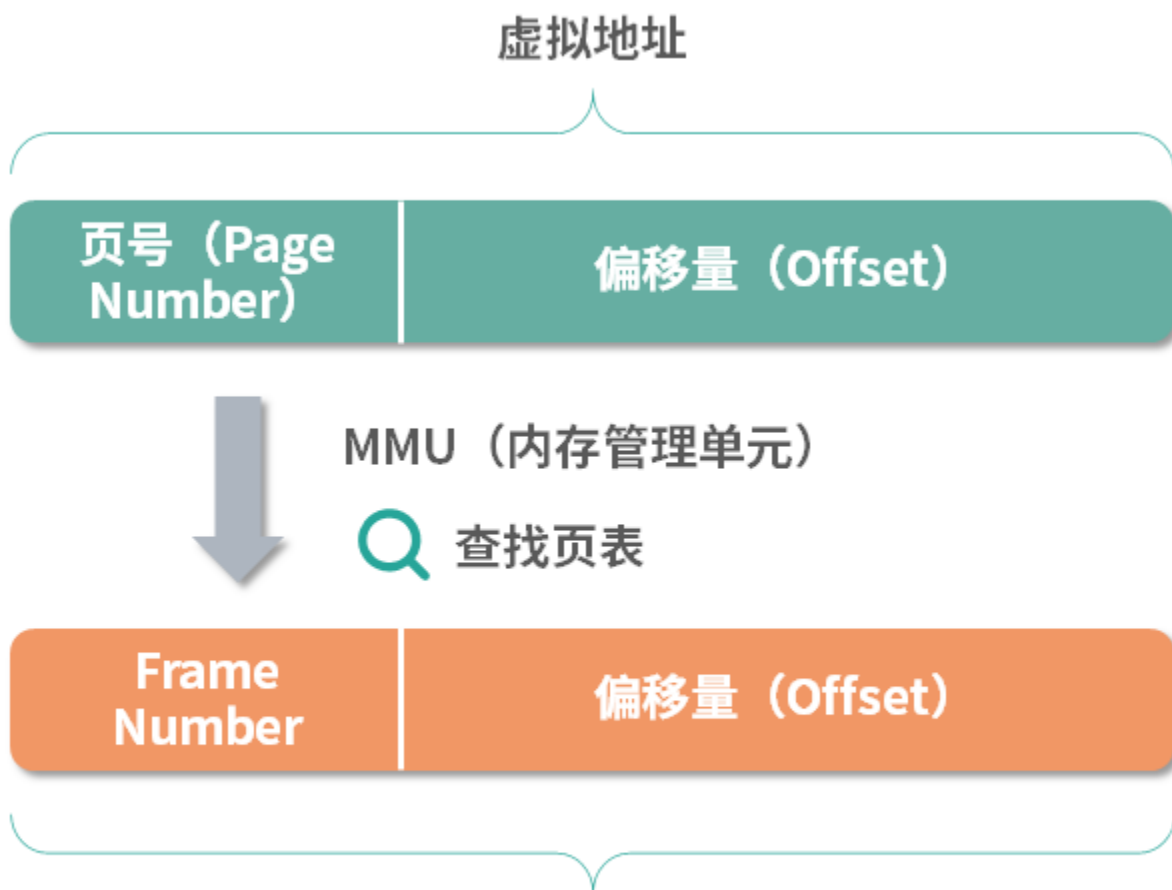 虚拟地址
页号（Page
Number）
偏移量（Offset）
MMU（内存管理单元）
查找页表
Frame
Number
偏移量（Offset）